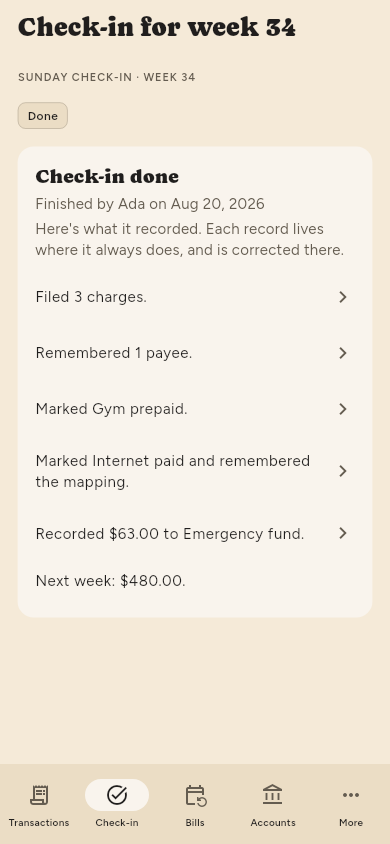 Check-in for week 34
SUNDAY CHECK-IN · WEEK 34
Done
Check-in done
Finished by Ada on Aug 20, 2026
Here's what it recorded. Each record lives
where it always does, and is corrected there.
Filed 3 charges.
Remembered 1 payee.
Marked Gym prepaid.
Marked Internet paid and remembered
the mapping.
Recorded $63.00 to Emergency fund.
Next week: $480.00.
Transactions
Check-in
Bills
Accounts
More